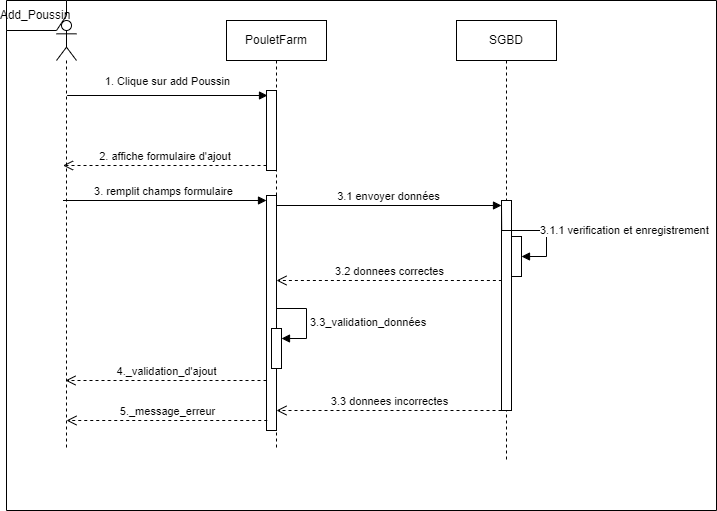 Add_Poussin
PouletFarm
SGBD
1. Clique sur add Poussin
2. affiche formulaire d'ajout
3. remplit champs formulaire
3.1 envoyer données
3.1.1 verification et enregistrement
3.2 donnees correctes
3.3_validation_données
4._validation_d'ajout
3.3 donnees incorrectes
5._message_erreur